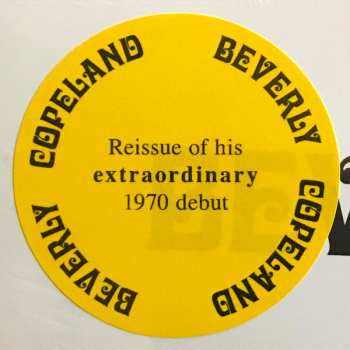 BEVERLY COPELAND
BEVERLY COPELAND
Reissue of his
extraordinary
1970 debut